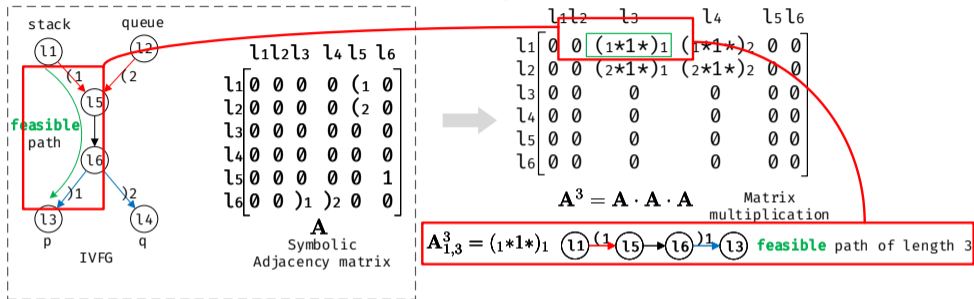 stack queue
l1 l2
(1 (2
l5
feasible
path
l6
)1 )2
l3 l4
p q
IVFG
l1 l2 l3 l4 l5 l6
l1 0 0 0 0 (1 0
l2 0 0 0 0 (2 0
l3 0 0 0 0 0 0
l4 0 0 0 0 0 0
l5 0 0 0 0 0 1
l6 0 0 )1 )2 0 0
A
Symbolic
Adjacency matrix
l1 l2 l3 l4 l5 l6
l1 0 0 (1*1*)1 (1*1*)2 0 0
l2 0 0 (2*1*)1 (2*1*)2 0 0
l3 0 0 0 0 0 0
l4 0 0 0 0 0 0
l5 0 0 0 0 0 0
l6 0 0 0 0 0 0
A³ = A · A · A
Matrix
multiplication
A³1,3 = (1*1*)1 l1 (1 l5 l6 )1 l3 feasible path of length 3